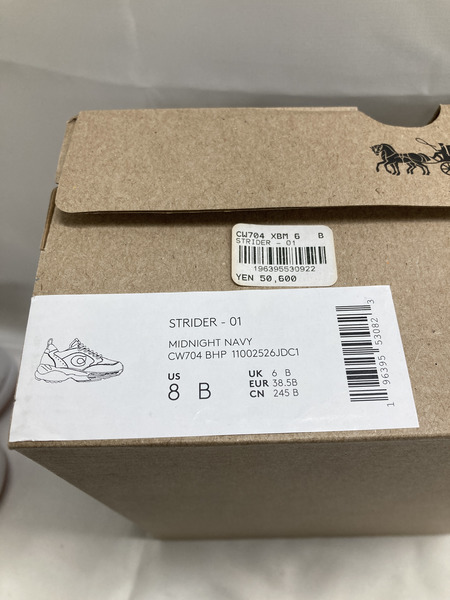 CW704 XBM 6 B
STRIDER - 01
196395530922
YEN 50,600
STRIDER - 01
MIDNIGHT NAVY
CW704 BHP 11002526JDC1
US
8 B
UK 6 B
EUR 38.5B
CN 245 B
1 96395 53082 3